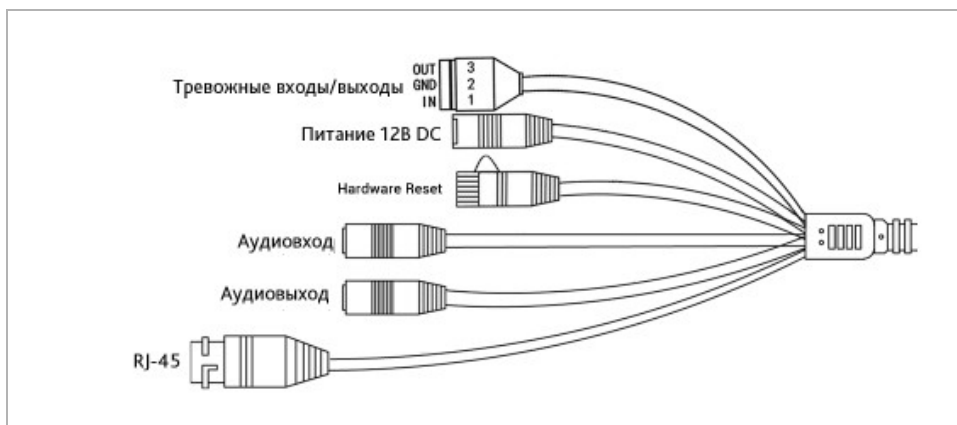 OUT 3
Тревожные входы/выходы GND 2
IN 1
Питание 12В DC
Hardware Reset
Аудиовход
Аудиовыход
RJ-45